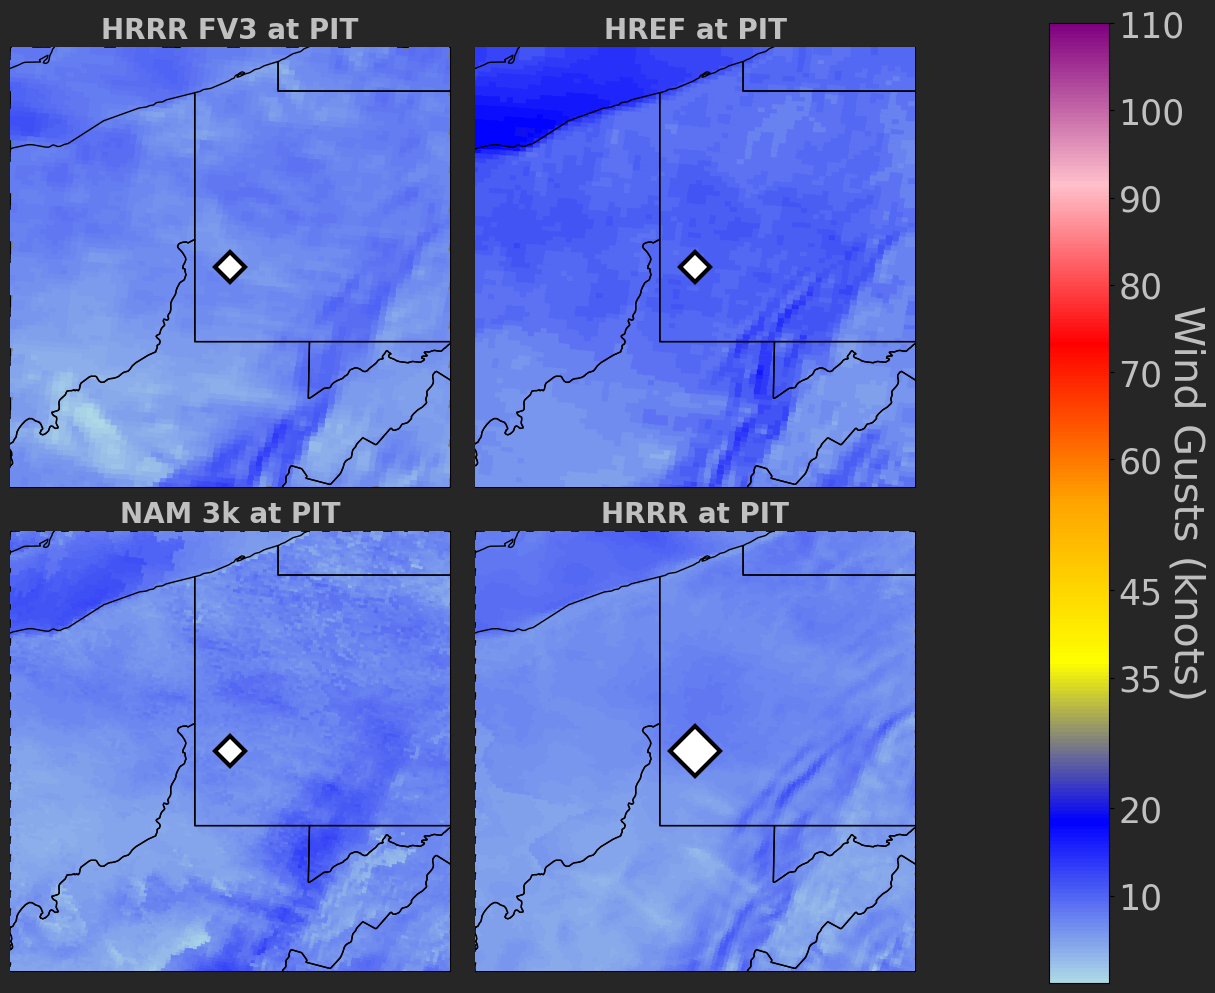 HRRR FV3 at PIT
HREF at PIT
NAM 3k at PIT
HRRR at PIT
110
100
90
80
70
60
45
35
20
10
Wind Gusts (knots)